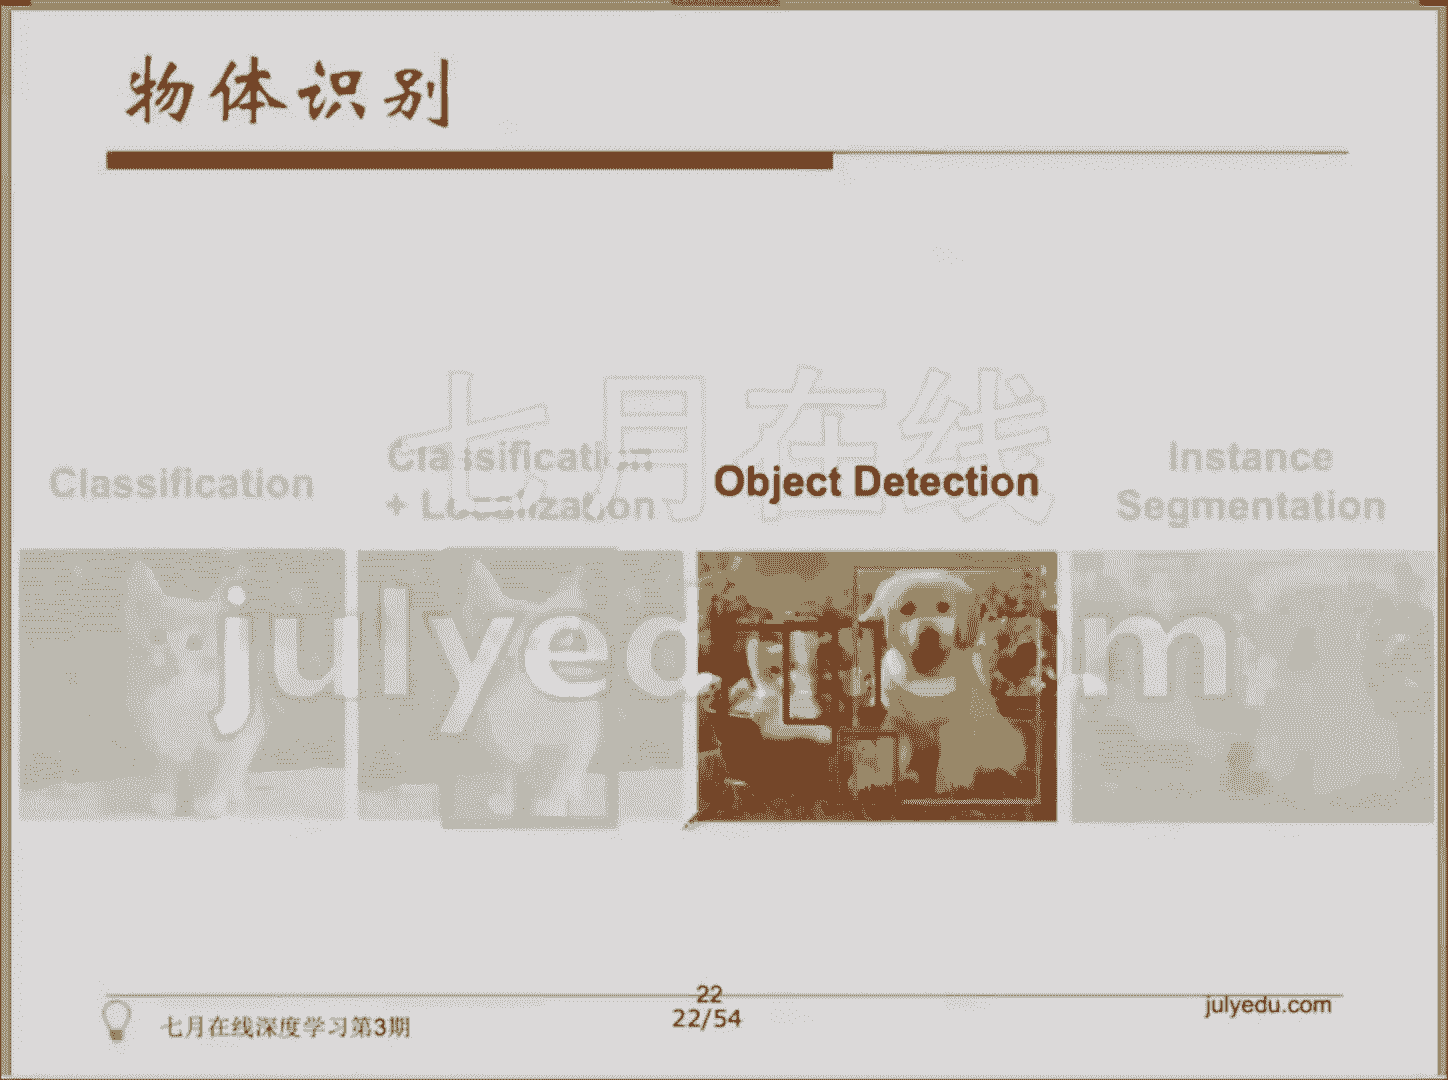 物体识别
七月在线
Classification
Classification
+ Localization
Object Detection
Instance
Segmentation
julyedu.com
22
22/54
七月在线深度学习第3期
julyedu.com